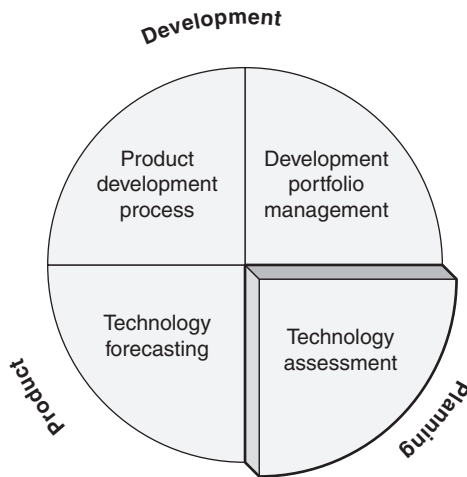 Development
Product
development
process
Development
portfolio
management
Technology
forecasting
Technology
assessment
Product
Planning